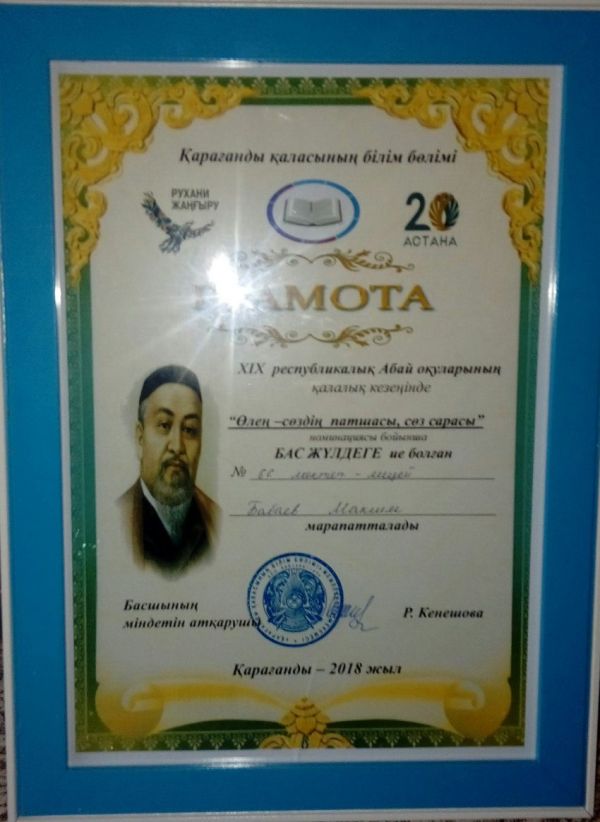 Қарағанды қаласының білім бөлімі
РУХАНИ
ЖАҢҒЫРУ
20
АСТАНА
ГРАМОТА
XIX республикалық Абай оқуларының
қалалық кезеңінде
“Өлең –сөздің патшасы, сөз сарасы”
номинациясы бойынша
БАС ЖҮЛДЕГЕ ие болған
№ 66 мектеп - лицей
Бабаев Максим
марапатталады
Басшының
міндетін атқарушы
Р. Кенешова
Қарағанды – 2018 жыл